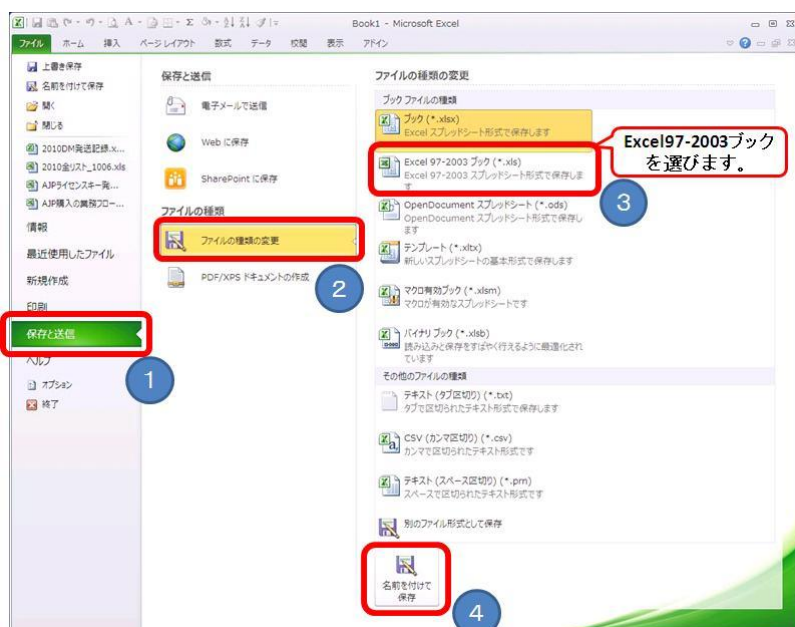 Book1 - Microsoft Excel
ファイル ホーム 挿入 ページレイアウト 数式 データ 校閲 表示 アドイン
上書き保存
名前を付けて保存
開く
閉じる
2010DM発送記録.x...
2010金リスト_1006.xls
AJPライセンスキー発...
AJP購入の業務フロー...
情報
最近使用したファイル
新規作成
印刷
保存と送信
ヘルプ
オプション
終了
1
保存と送信
電子メールで送信
Web に保存
SharePoint に保存
ファイルの種類
ファイルの種類の変更
PDF/XPS ドキュメントの作成
2
ファイルの種類の変更
ブック ファイルの種類
ブック (*.xlsx)
Excel スプレッドシート形式で保存します
Excel 97-2003 ブック (*.xls)
Excel 97-2003 スプレッドシート形式で保存しま
す
OpenDocument スプレッドシート (*.ods)
OpenDocument スプレッドシート形式で保存し
ます
テンプレート (*.xltx)
新しいスプレッドシートの基本形式で保存します
マクロ有効ブック (*.xlsm)
マクロが有効なスプレッドシートです
バイナリ ブック (*.xlsb)
読み込みと保存をすばやく行えるように最適化され
ています
その他のファイルの種類
テキスト (タブ区切り) (*.txt)
タブで区切られたテキスト形式で保存します
CSV (カンマ区切り) (*.csv)
カンマで区切られたテキスト形式です
テキスト (スペース区切り) (*.prn)
スペースで区切られたテキスト形式です
別のファイル形式として保存
名前を付けて
保存
4
Excel97-2003ブック
を選びます。
3